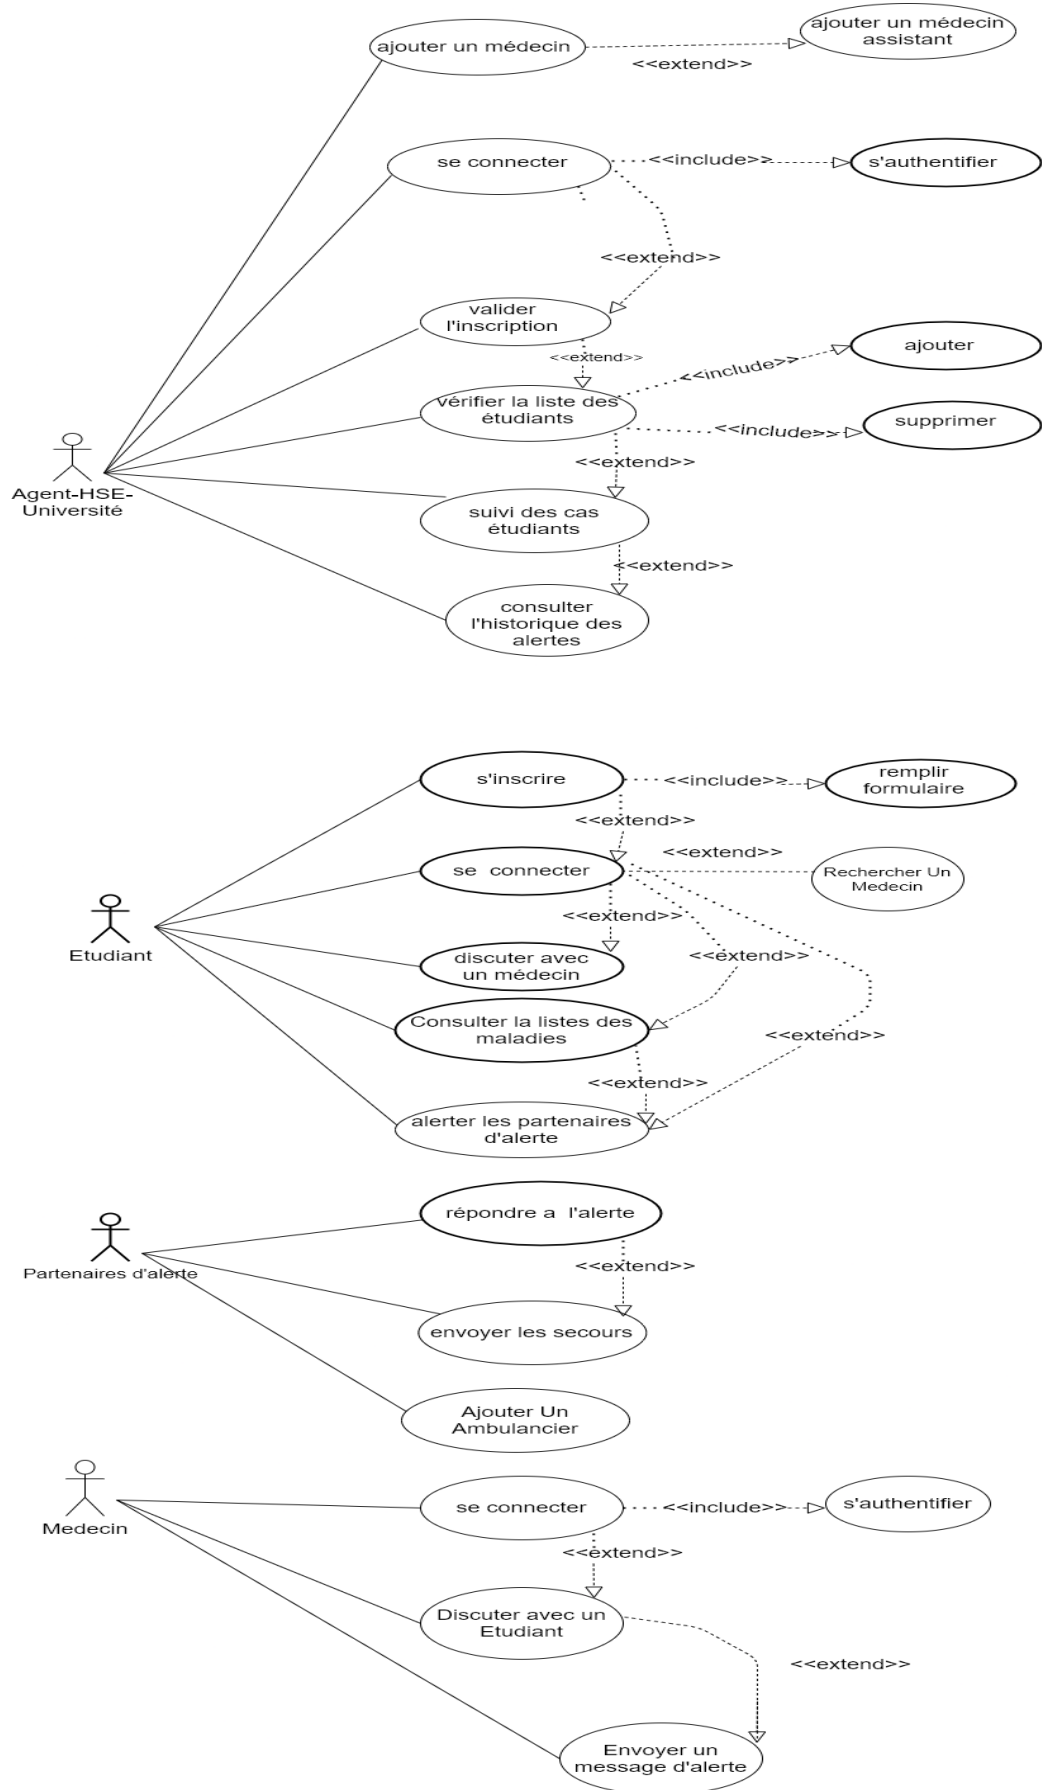 ajouter un médecin
ajouter un médecin
assistant
<<extend>>
se connecter
<<include>>
s'authentifier
<<extend>>
valider
l'inscription
<<extend>>
<<include>>
ajouter
vérifier la liste des
étudiants
<<include>>
supprimer
<<extend>>
Agent-HSE-
Université
suivi des cas
étudiants
<<extend>>
consulter
l'historique des
alertes
s'inscrire
<<include>>
remplir
formulaire
<<extend>>
<<extend>>
se connecter
Rechercher Un
Medecin
<<extend>>
Etudiant
discuter avec
un médecin
<<extend>>
Consulter la listes des
maladies
<<extend>>
<<extend>>
alerter les partenaires
d'alerte
répondre a l'alerte
Partenaires d'alerte
<<extend>>
envoyer les secours
Ajouter Un
Ambulancier
Medecin
se connecter
<<include>>
s'authentifier
<<extend>>
Discuter avec un
Etudiant
<<extend>>
Envoyer un
message d'alerte